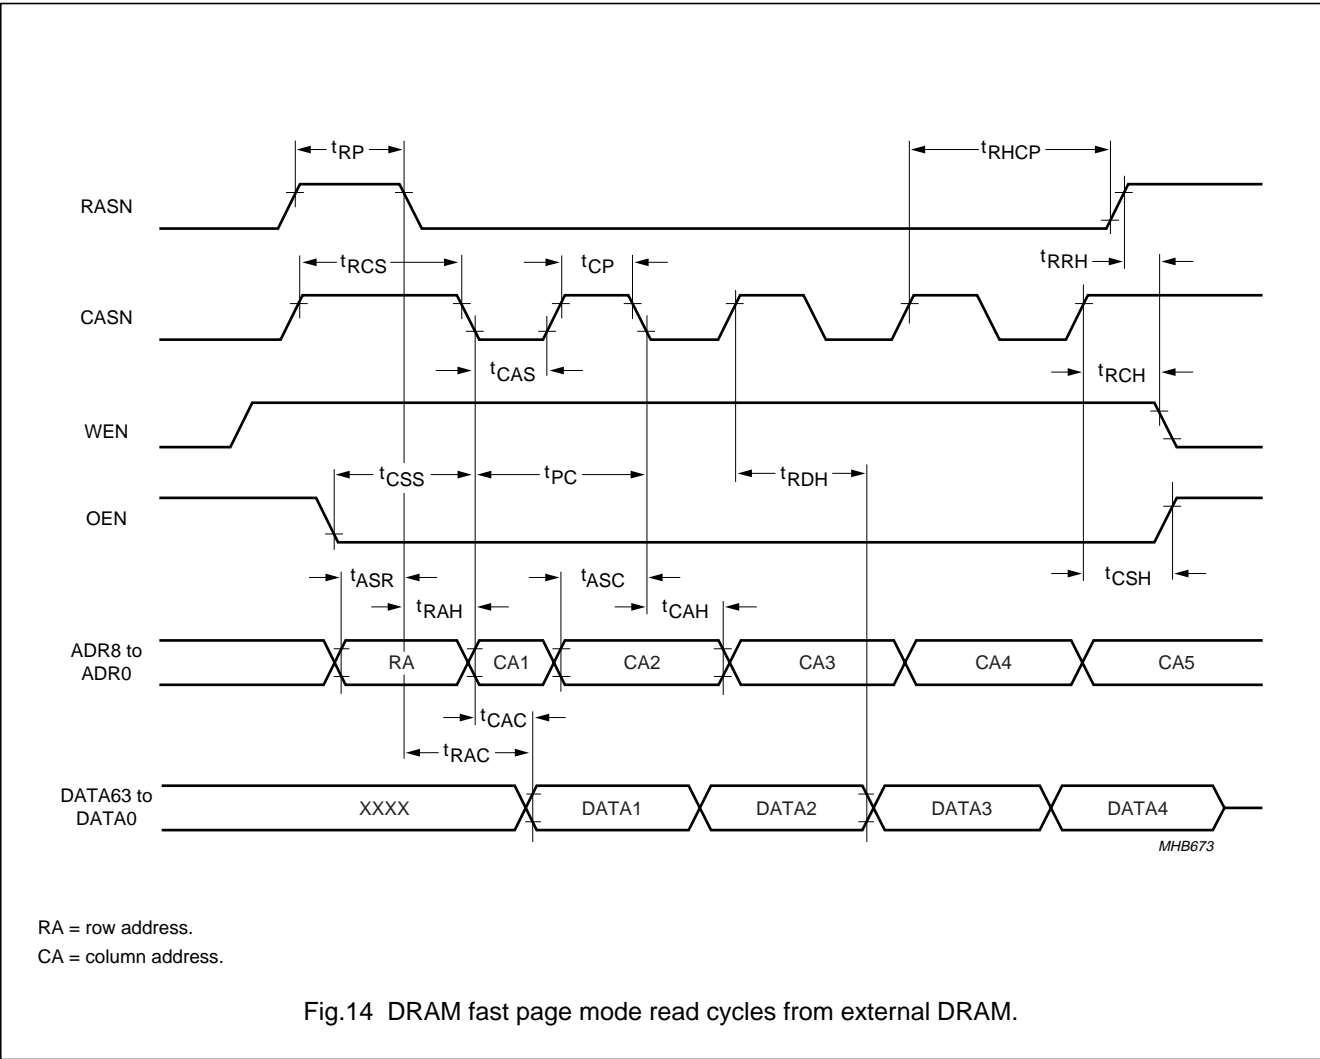 tRP
tRHCP
RASN
tRCS
tCP
tRRH
CASN
tCAS
tRCH
WEN
tCSS
tPC
tRDH
OEN
tASR
tASC
tCSH
tRAH
tCAH
ADR8 to
ADR0
RA
CA1
CA2
CA3
CA4
CA5
tCAC
tRAC
DATA63 to
DATA0
XXXX
DATA1
DATA2
DATA3
DATA4
MHB673
RA = row address.
CA = column address.
Fig.14 DRAM fast page mode read cycles from external DRAM.